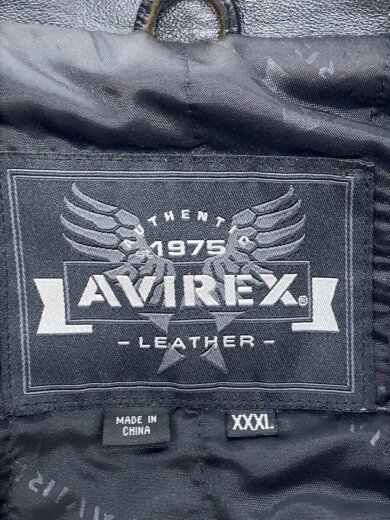 AUTHENTIC
1975
AVIREX®
- LEATHER -
MADE IN
CHINA
XXXL